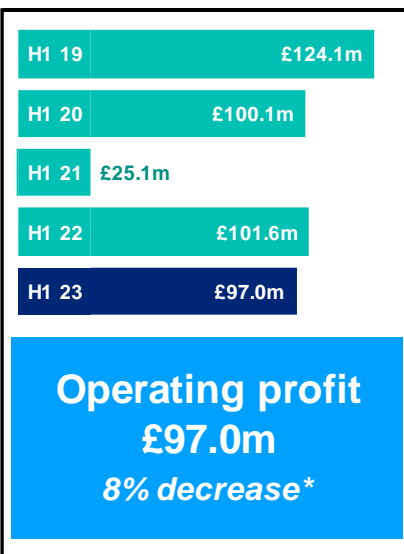 H1 19 £124.1m
H1 20 £100.1m
H1 21 £25.1m
H1 22 £101.6m
H1 23 £97.0m
Operating profit
£97.0m
8% decrease*